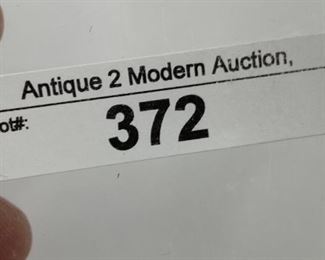 Antique 2 Modern Auction,
ot#: 372